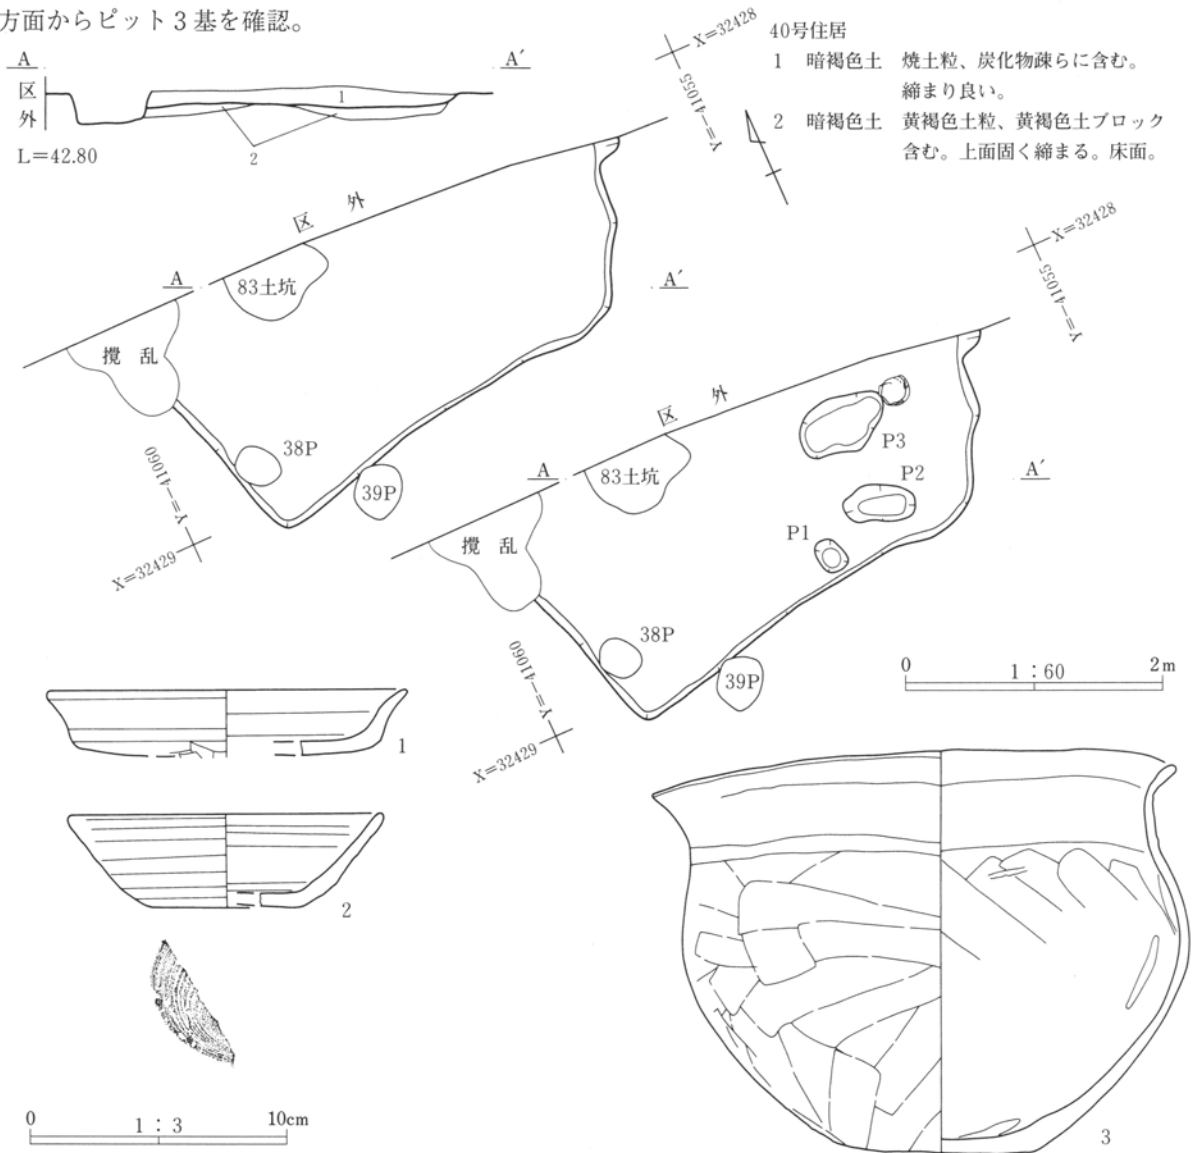 方面からピット3基を確認。
A
A′
区
外
1
2
L=42.80
X=32428
Y=-41055
40号住居
1 暗褐色土 焼土粒、炭化物疎らに含む。
締まり良い。
2 暗褐色土 黄褐色土粒、黄褐色土ブロック
含む。上面固く締まる。床面。
区 外
A
83土坑
A′
攪 乱
38P
39P
Y=-41060
X=32429
X=32428
Y=-41055
区 外
P3
A
83土坑
P2
A′
P1
攪 乱
38P
39P
Y=-41060
X=32429
0 1:60 2m
1
2
3
0 1:3 10cm